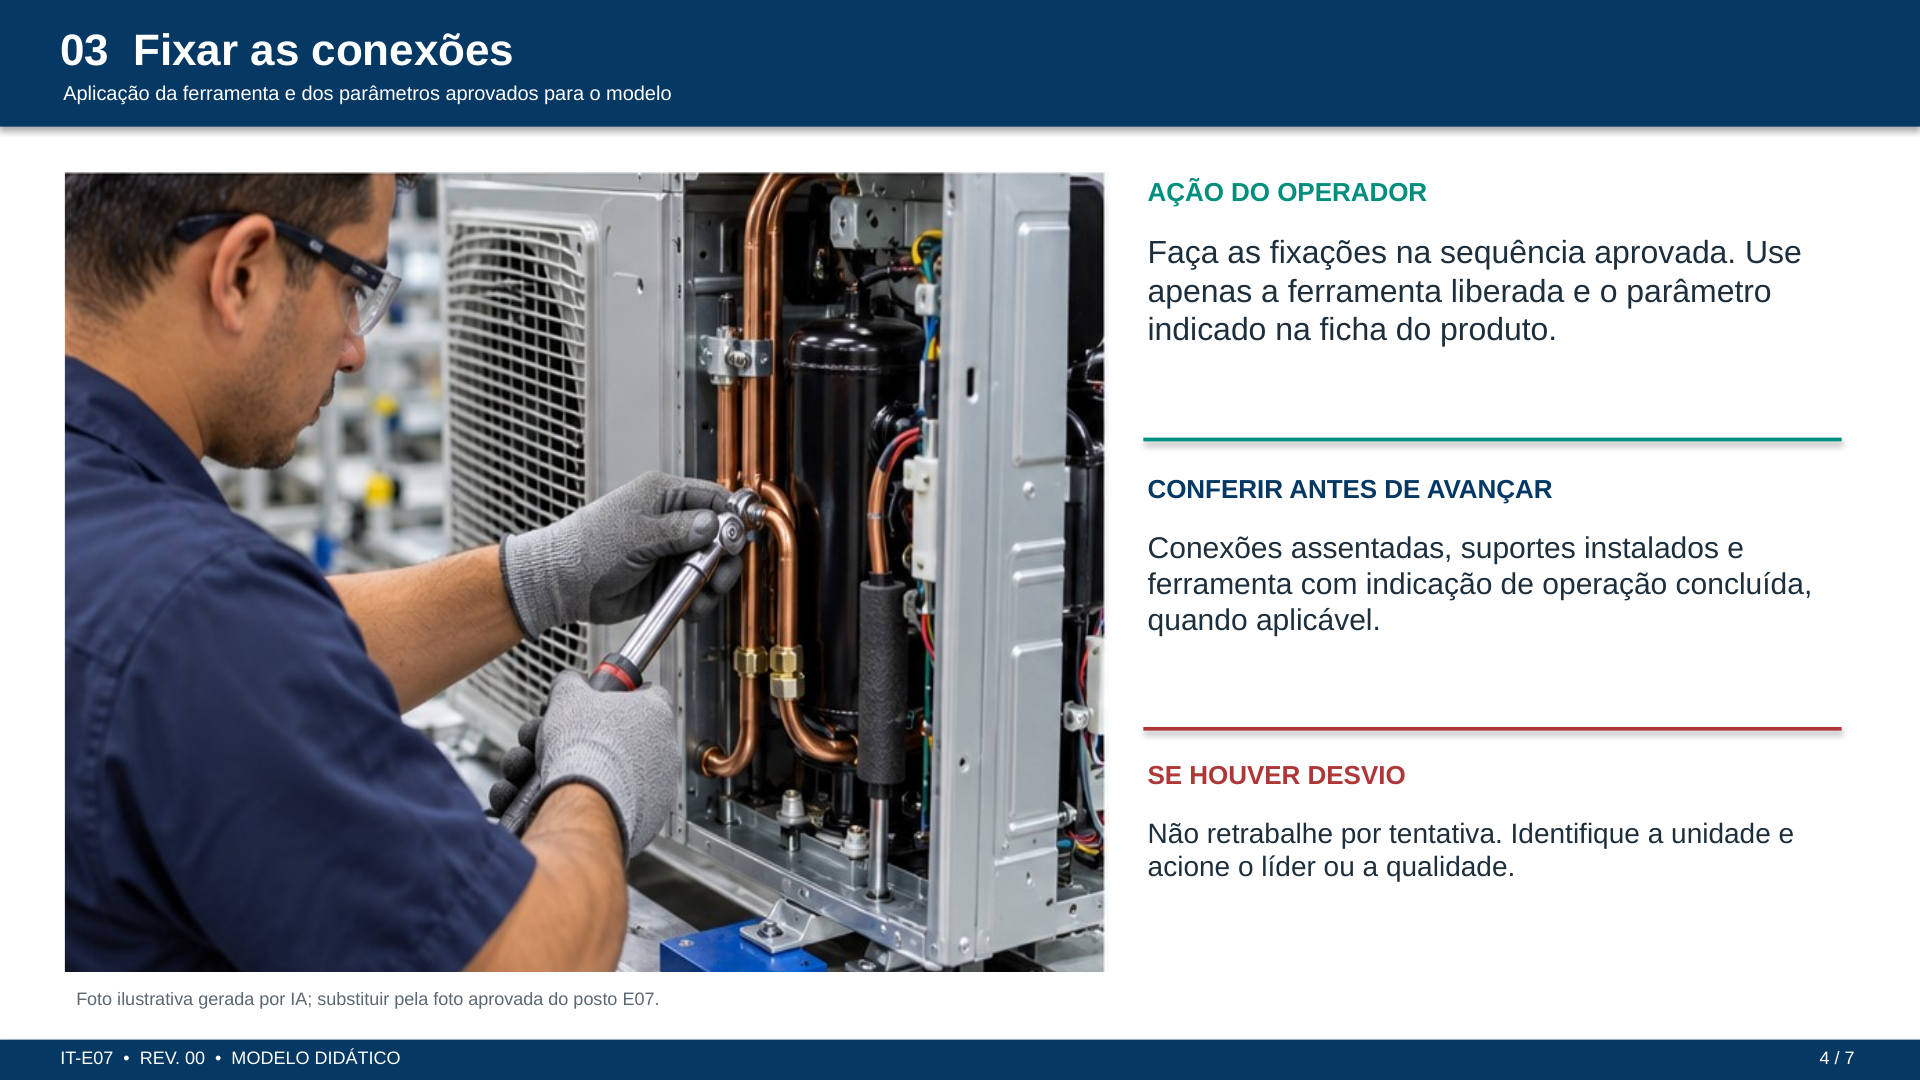 03 Fixar as conexões
Aplicação da ferramenta e dos parâmetros aprovados para o modelo
AÇÃO DO OPERADOR
Faça as fixações na sequência aprovada. Use
apenas a ferramenta liberada e o parâmetro
indicado na ficha do produto.
CONFERIR ANTES DE AVANÇAR
Conexões assentadas, suportes instalados e
ferramenta com indicação de operação concluída,
quando aplicável.
SE HOUVER DESVIO
Não retrabalhe por tentativa. Identifique a unidade e
acione o líder ou a qualidade.
Foto ilustrativa gerada por IA; substituir pela foto aprovada do posto E07.
IT-E07 • REV. 00 • MODELO DIDÁTICO
4 / 7